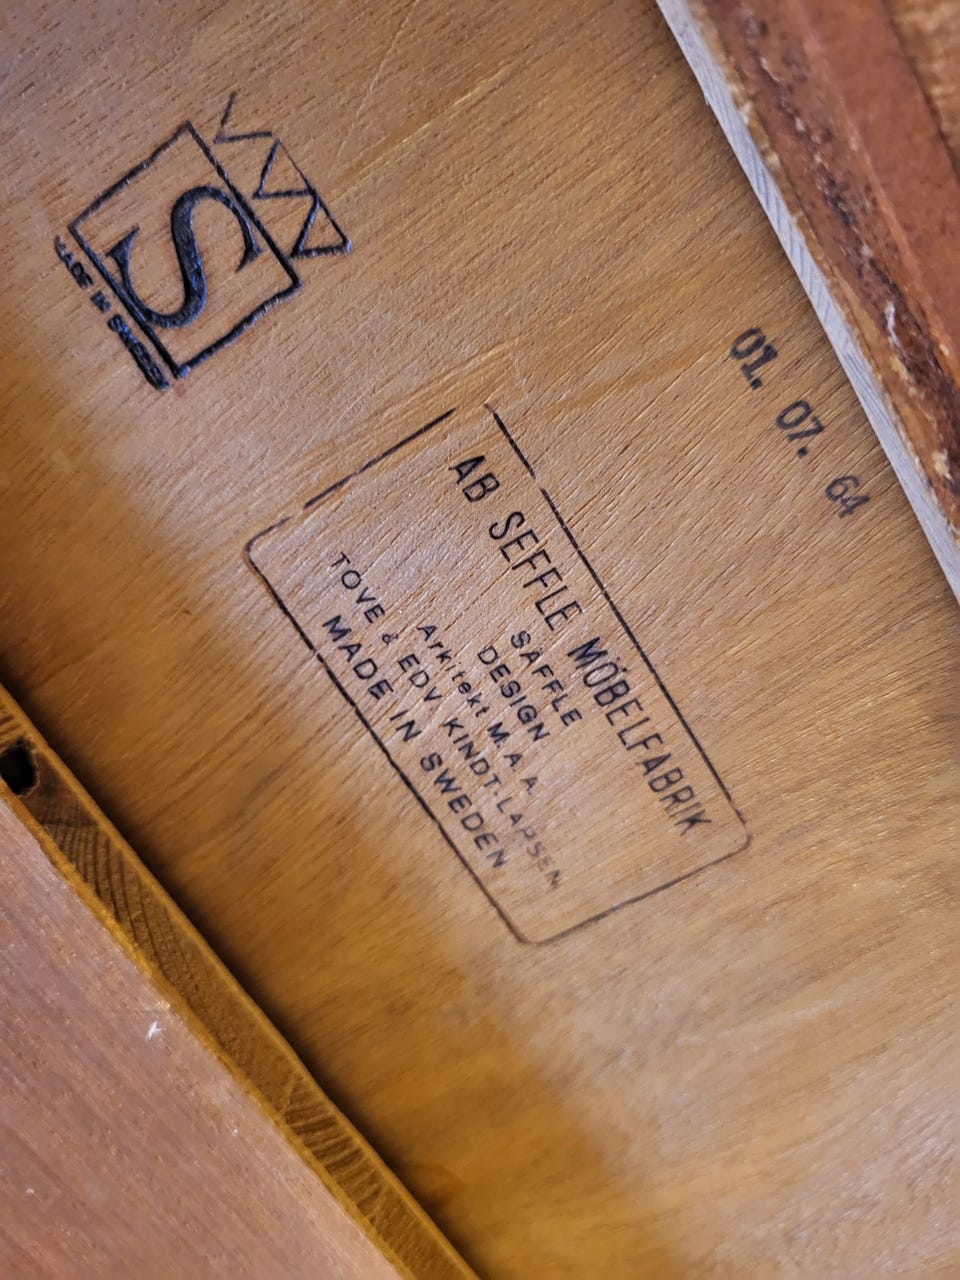 S
MADE IN SWEDEN
01. 07. 64
AB SEFFLE MÖBELFABRIK
SÄFFLE
DESIGN
Arkitekt M. A. A.
TOVE & EDV. KINDT-LARSEN
MADE IN SWEDEN